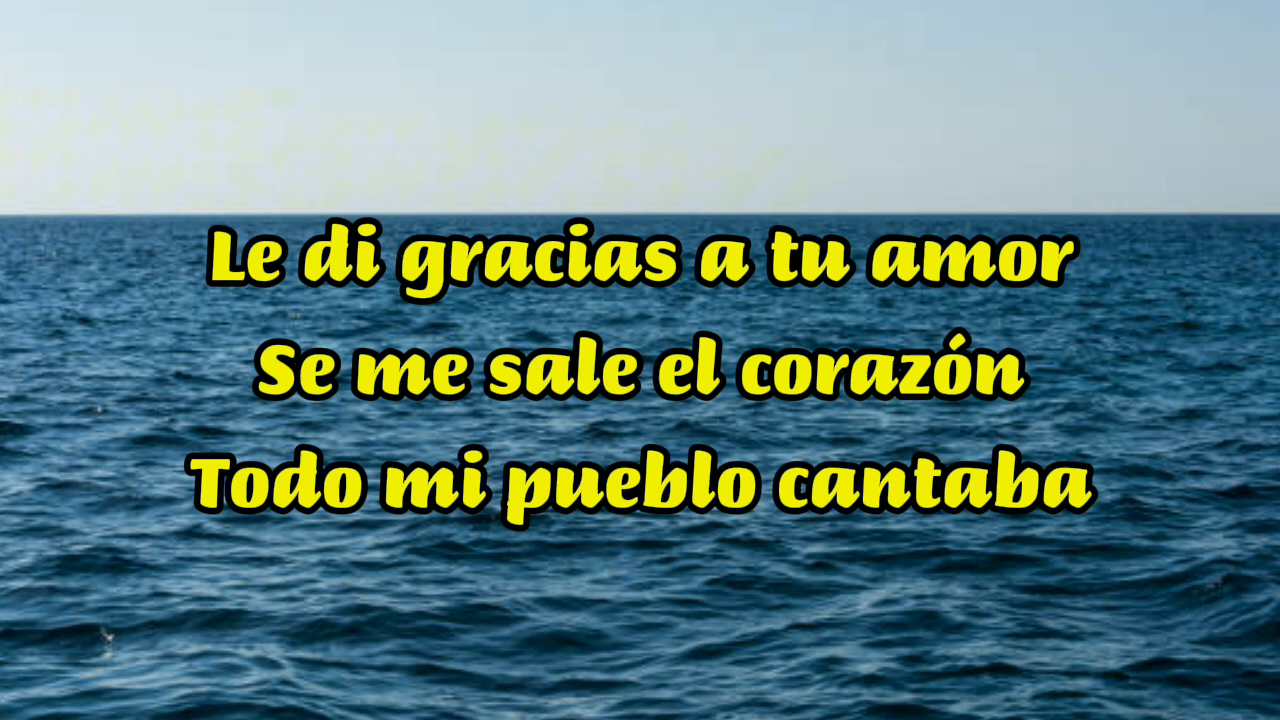 Le di gracias a tu amor
Se me sale el corazón
Todo mi pueblo cantaba